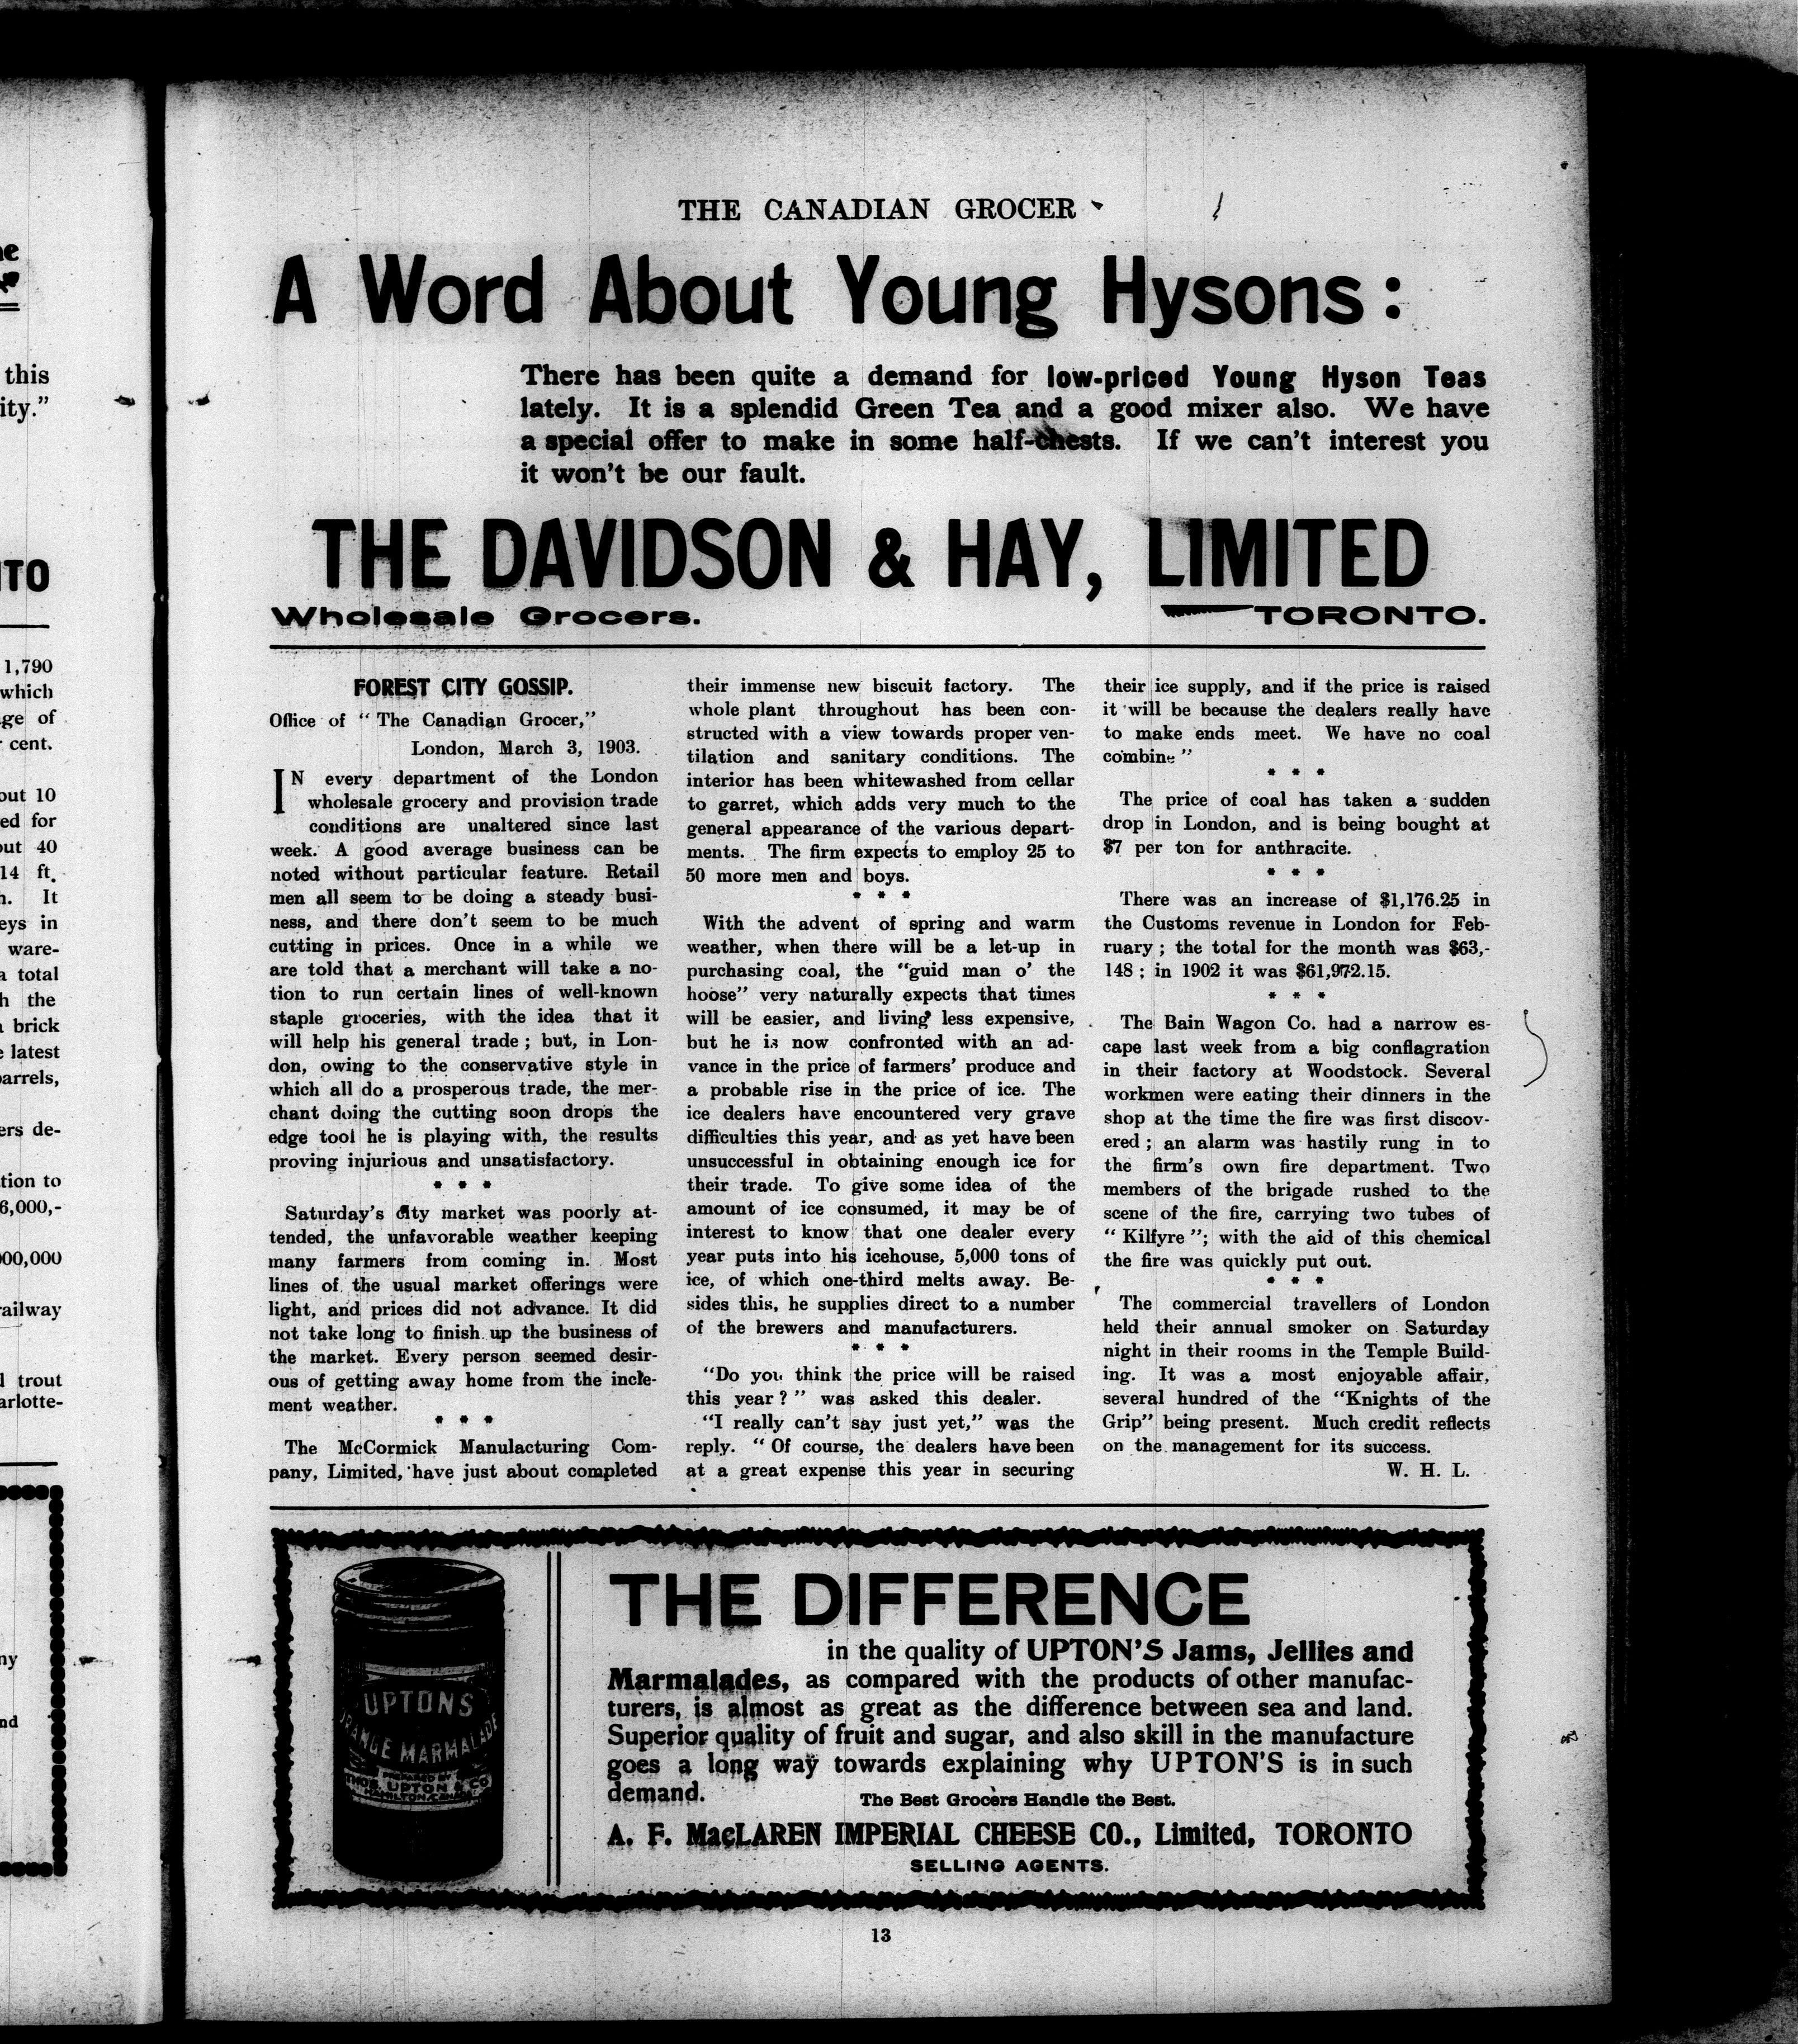 THE CANADIAN GROCER
A Word About Young Hysons:
There has been quite a demand for low-priced Young Hyson Teas
lately. It is a splendid Green Tea and a good mixer also. We have
a special offer to make in some half-chests. If we can't interest you
it won't be our fault.
THE DAVIDSON & HAY, LIMITED
Wholesale Grocers. TORONTO.
FOREST CITY GOSSIP.
Office of "The Canadian Grocer,"
London, March 3, 1903.
IN every department of the London
wholesale grocery and provision trade
conditions are unaltered since last
week. A good average business can be
noted without particular feature. Retail
men all seem to be doing a steady busi-
ness, and there don't seem to be much
cutting in prices. Once in a while we
are told that a merchant will take a no-
tion to run certain lines of well-known
staple groceries, with the idea that it
will help his general trade; but, in Lon-
don, owing to the conservative style in
which all do a prosperous trade, the mer-
chant doing the cutting soon drops the
edge tool he is playing with, the results
proving injurious and unsatisfactory.
* * *
Saturday's city market was poorly at-
tended, the unfavorable weather keeping
many farmers from coming in. Most
lines of the usual market offerings were
light, and prices did not advance. It did
not take long to finish up the business of
the market. Every person seemed desir-
ous of getting away home from the incle-
ment weather.
* * *
The McCormick Manulacturing Com-
pany, Limited, have just about completed
their immense new biscuit factory. The
whole plant throughout has been con-
structed with a view towards proper ven-
tilation and sanitary conditions. The
interior has been whitewashed from cellar
to garret, which adds very much to the
general appearance of the various depart-
ments. The firm expects to employ 25 to
50 more men and boys.
* * *
With the advent of spring and warm
weather, when there will be a let-up in
purchasing coal, the "guid man o' the
hoose" very naturally expects that times
will be easier, and living less expensive,
but he is now confronted with an ad-
vance in the price of farmers' produce and
a probable rise in the price of ice. The
ice dealers have encountered very grave
difficulties this year, and as yet have been
unsuccessful in obtaining enough ice for
their trade. To give some idea of the
amount of ice consumed, it may be of
interest to know that one dealer every
year puts into his icehouse, 5,000 tons of
ice, of which one-third melts away. Be-
sides this, he supplies direct to a number
of the brewers and manufacturers.
* * *
"Do you think the price will be raised
this year?" was asked this dealer.
"I really can't say just yet," was the
reply. "Of course, the dealers have been
at a great expense this year in securing
their ice supply, and if the price is raised
it will be because the dealers really have
to make ends meet. We have no coal
combine"
* * *
The price of coal has taken a sudden
drop in London, and is being bought at
$7 per ton for anthracite.
* * *
There was an increase of $1,176.25 in
the Customs revenue in London for Feb-
ruary; the total for the month was $63,-
148; in 1902 it was $61,972.15.
* * *
The Bain Wagon Co. had a narrow es-
cape last week from a big conflagration
in their factory at Woodstock. Several
workmen were eating their dinners in the
shop at the time the fire was first discov-
ered; an alarm was hastily rung in to
the firm's own fire department. Two
members of the brigade rushed to the
scene of the fire, carrying two tubes of
"Kilfyre"; with the aid of this chemical
the fire was quickly put out.
* * *
The commercial travellers of London
held their annual smoker on Saturday
night in their rooms in the Temple Build-
ing. It was a most enjoyable affair,
several hundred of the "Knights of the
Grip" being present. Much credit reflects
on the management for its success.
W. H. L.
UPTONS
ORANGE MARMALADE
PREPARED BY
THOS. UPTON & CO
HAMILTON, CANADA
THE DIFFERENCE
in the quality of UPTON'S Jams, Jellies and
Marmalades, as compared with the products of other manufac-
turers, is almost as great as the difference between sea and land.
Superior quality of fruit and sugar, and also skill in the manufacture
goes a long way towards explaining why UPTON'S is in such
demand.
The Best Grocers Handle the Best.
A. F. MacLAREN IMPERIAL CHEESE CO., Limited, TORONTO
SELLING AGENTS.
13